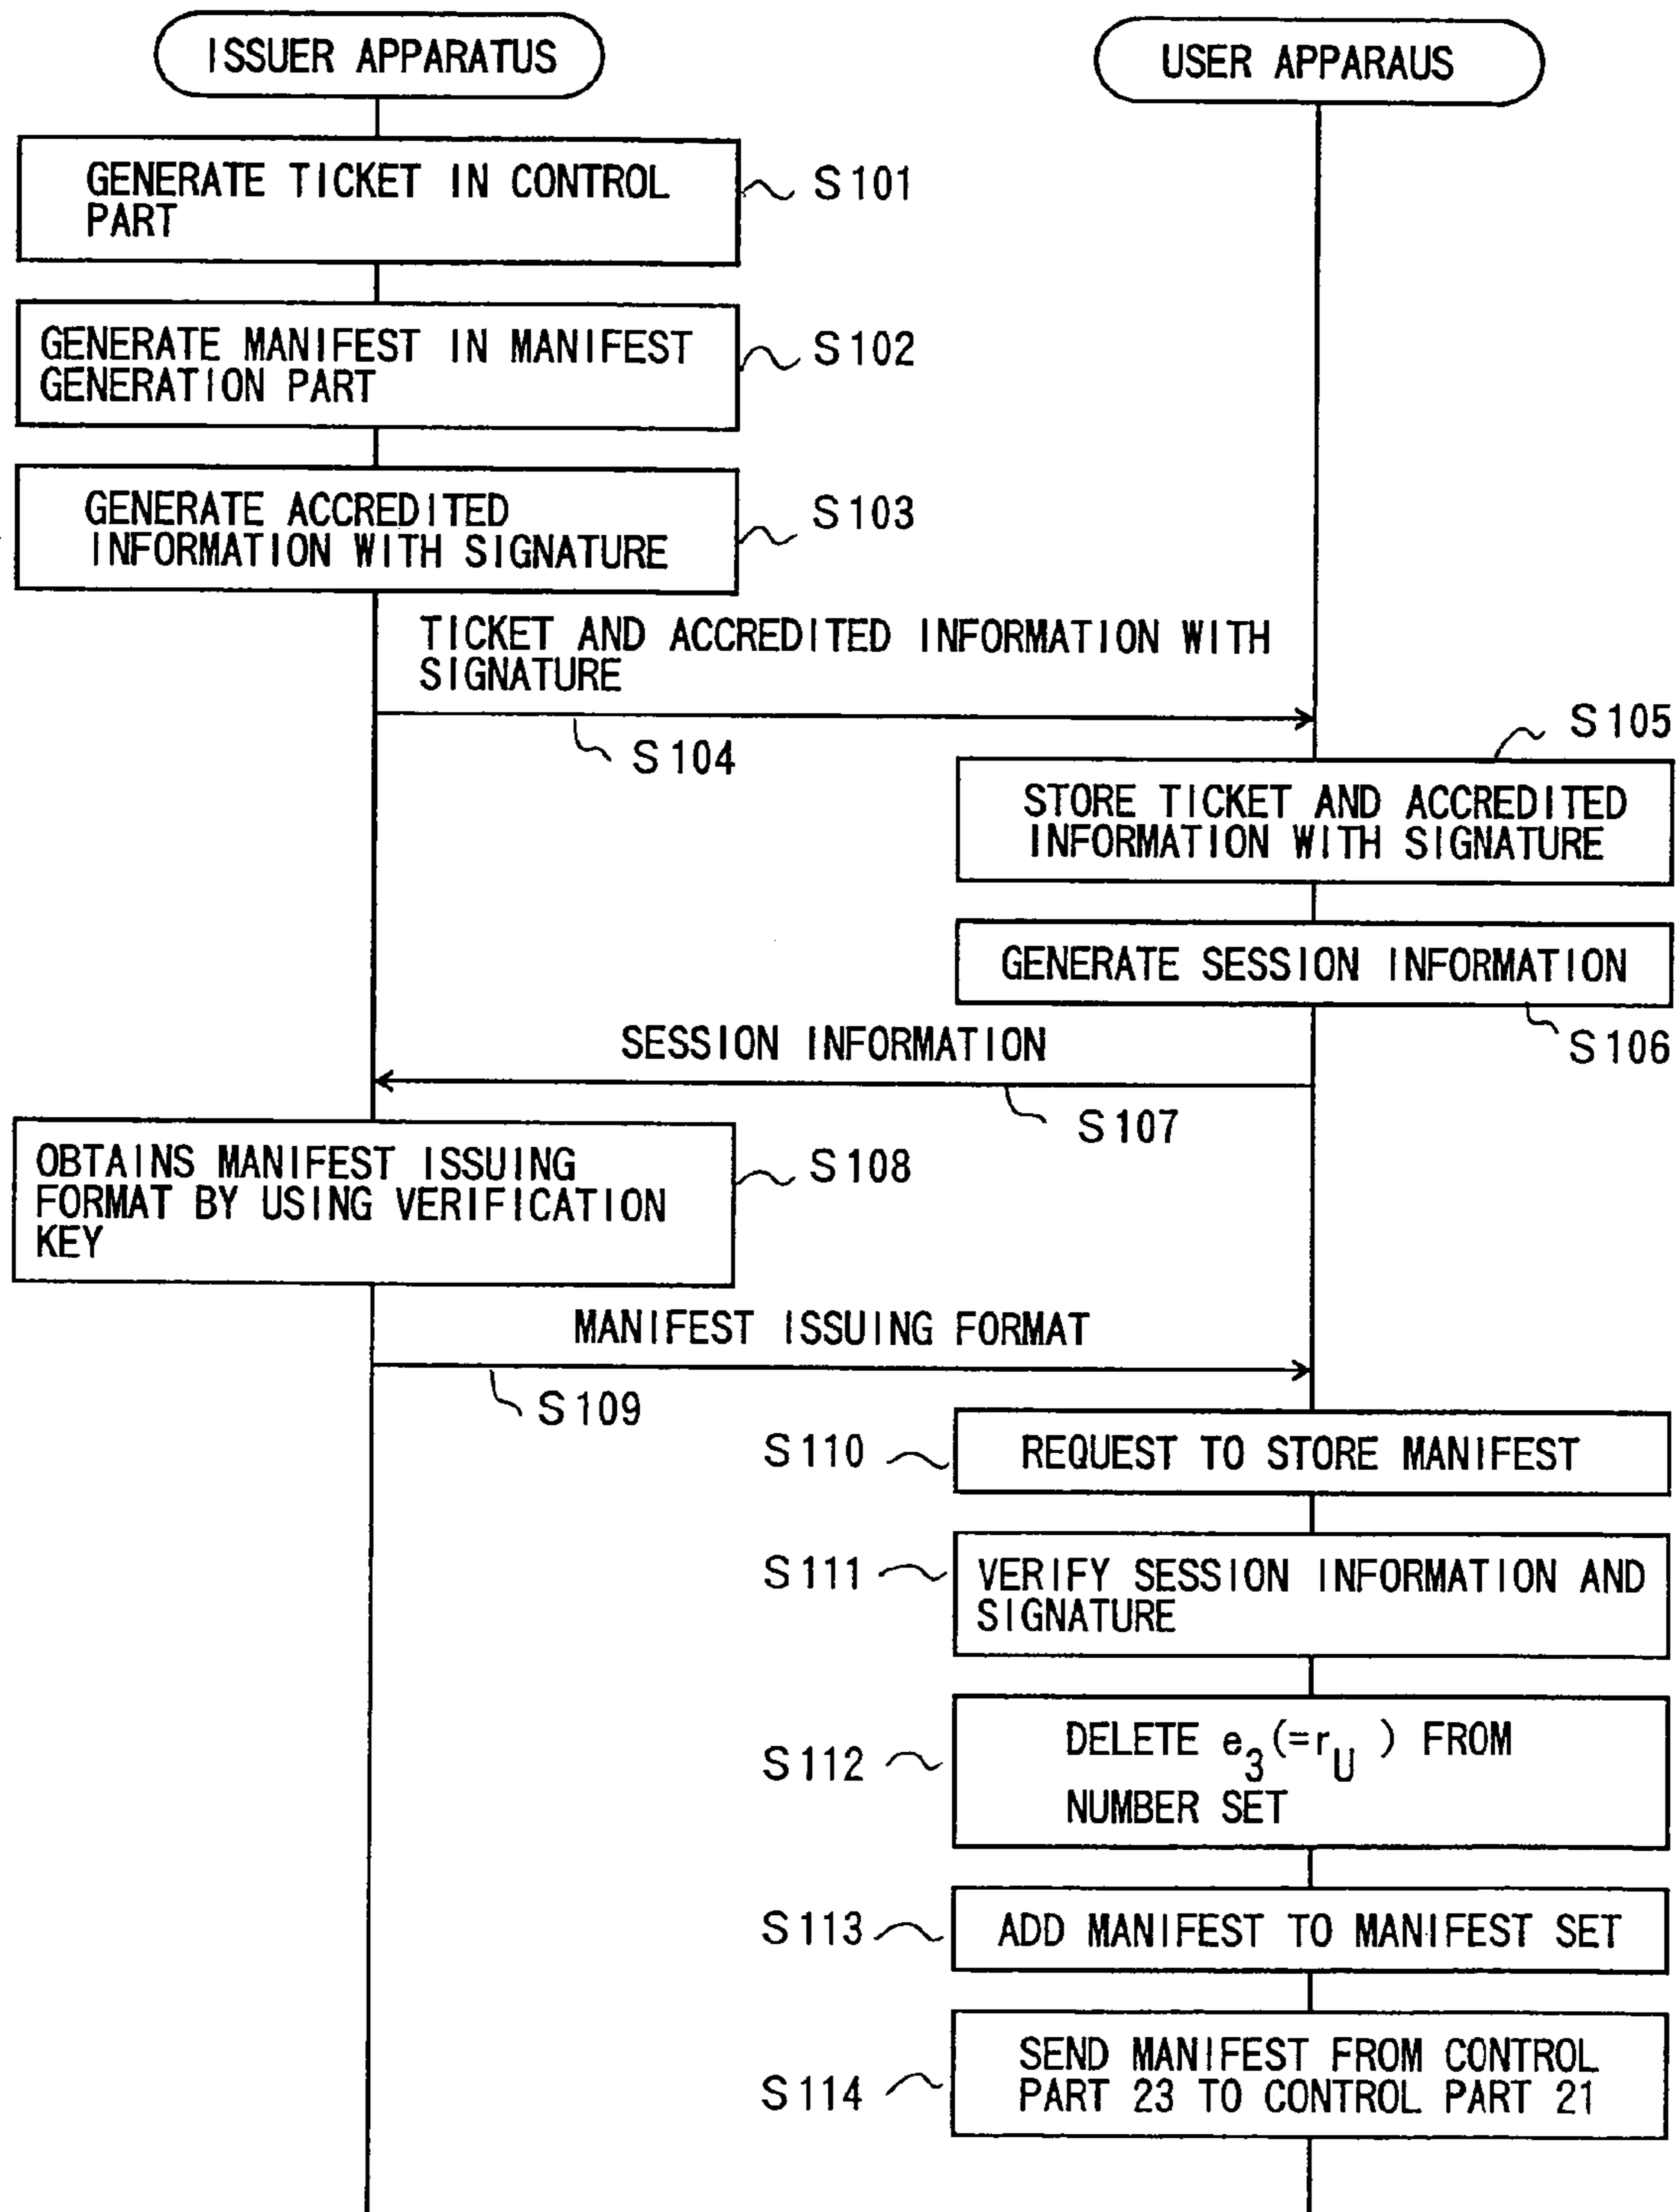 ISSUER APPARATUS
USER APPARAUS
GENERATE TICKET IN CONTROL
PART
S101
GENERATE MANIFEST IN MANIFEST
GENERATION PART
S102
GENERATE ACCREDITED
INFORMATION WITH SIGNATURE
S103
TICKET AND ACCREDITED INFORMATION WITH
SIGNATURE
S104
S105
STORE TICKET AND ACCREDITED
INFORMATION WITH SIGNATURE
GENERATE SESSION INFORMATION
S106
SESSION INFORMATION
S107
OBTAINS MANIFEST ISSUING
FORMAT BY USING VERIFICATION
KEY
S108
MANIFEST ISSUING FORMAT
S109
S110
REQUEST TO STORE MANIFEST
S111
VERIFY SESSION INFORMATION AND
SIGNATURE
S112
DELETE e3(=rU ) FROM
NUMBER SET
S113
ADD MANIFEST TO MANIFEST SET
S114
SEND MANIFEST FROM CONTROL
PART 23 TO CONTROL PART 21